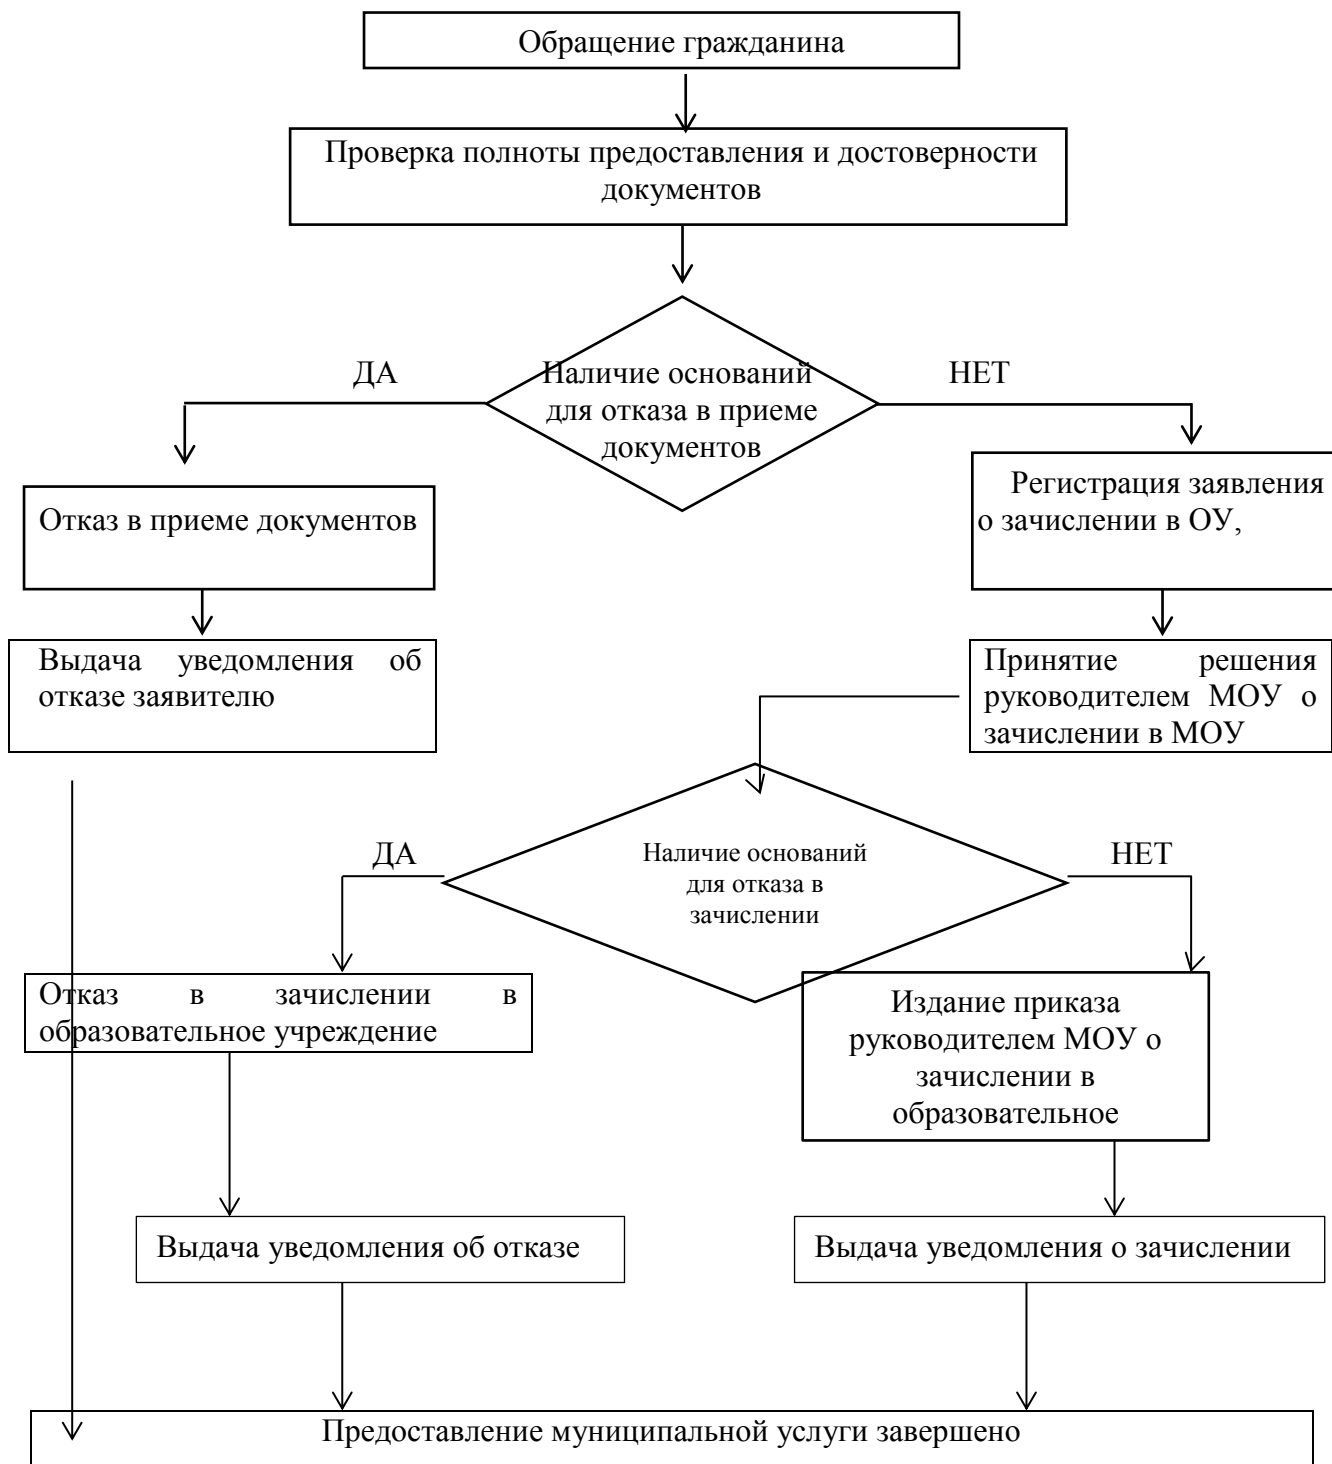 Обращение гражданина
Проверка полноты предоставления и достоверности
документов
ДА
НЕТ
Наличие оснований
для отказа в приеме
документов
Отказ в приеме документов
Регистрация заявления
о зачислении в ОУ,
Выдача уведомления об
отказе заявителю
Принятие решения
руководителем МОУ о
зачислении в МОУ
ДА
НЕТ
Наличие оснований
для отказа в
зачислении
Отказ в зачислении в
образовательное учреждение
Издание приказа
руководителем МОУ о
зачислении в
образовательное
Выдача уведомления об отказе
Выдача уведомления о зачислении
Предоставление муниципальной услуги завершено